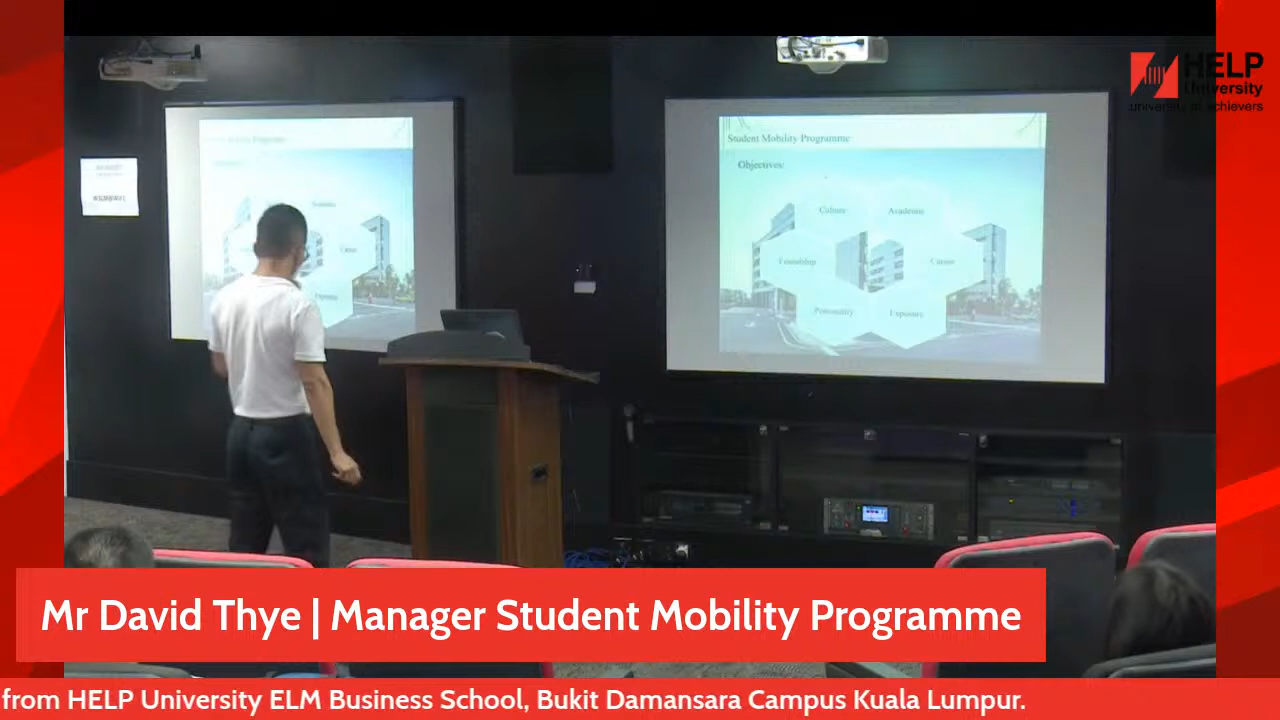 HELP
University
university of achievers
Student Mobility Programme
Objectives:
Culture
Academic
Friendship
Career
Personality
Exposure
Mr David Thye | Manager Student Mobility Programme
from HELP University ELM Business School, Bukit Damansara Campus Kuala Lumpur.